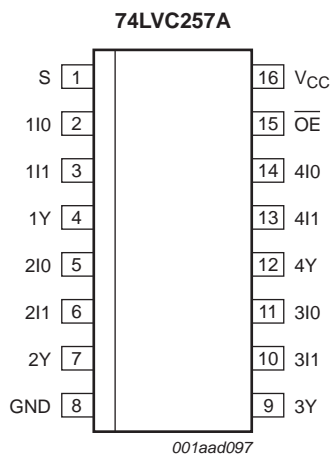 74LVC257A
S 1
1I0 2
1I1 3
1Y 4
2I0 5
2I1 6
2Y 7
GND 8
16 VCC
15 OE
14 4I0
13 4I1
12 4Y
11 3I0
10 3I1
9 3Y
001aad097